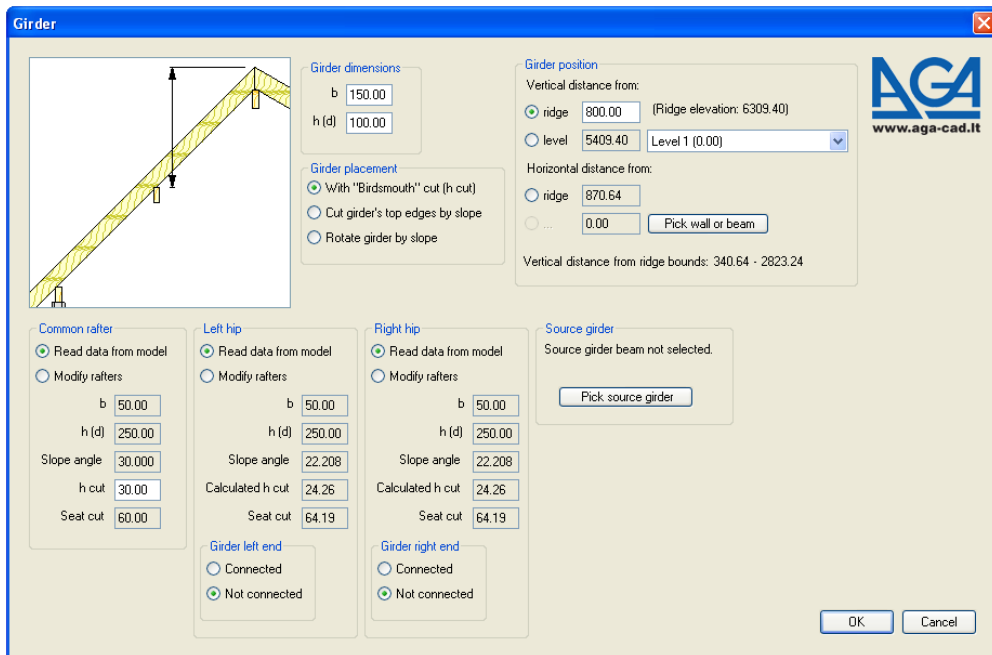 Girder
Girder dimensions
b 150.00
h (d) 100.00
Girder placement
With "Birdsmouth" cut (h cut)
Cut girder's top edges by slope
Rotate girder by slope
Girder position
Vertical distance from:
ridge 800.00 (Ridge elevation: 6309.40)
level 5409.40 Level 1 (0.00)
Horizontal distance from:
ridge 870.64
... 0.00 Pick wall or beam
Vertical distance from ridge bounds: 340.64 - 2823.24
AGA
www.aga-cad.lt
Common rafter
Read data from model
Modify rafters
b 50.00
h (d) 250.00
Slope angle 30.000
h cut 30.00
Seat cut 60.00
Left hip
Read data from model
Modify rafters
b 50.00
h (d) 250.00
Slope angle 22.208
Calculated h cut 24.26
Seat cut 64.19
Girder left end
Connected
Not connected
Right hip
Read data from model
Modify rafters
b 50.00
h (d) 250.00
Slope angle 22.208
Calculated h cut 24.26
Seat cut 64.19
Girder right end
Connected
Not connected
Source girder
Source girder beam not selected.
Pick source girder
OK Cancel